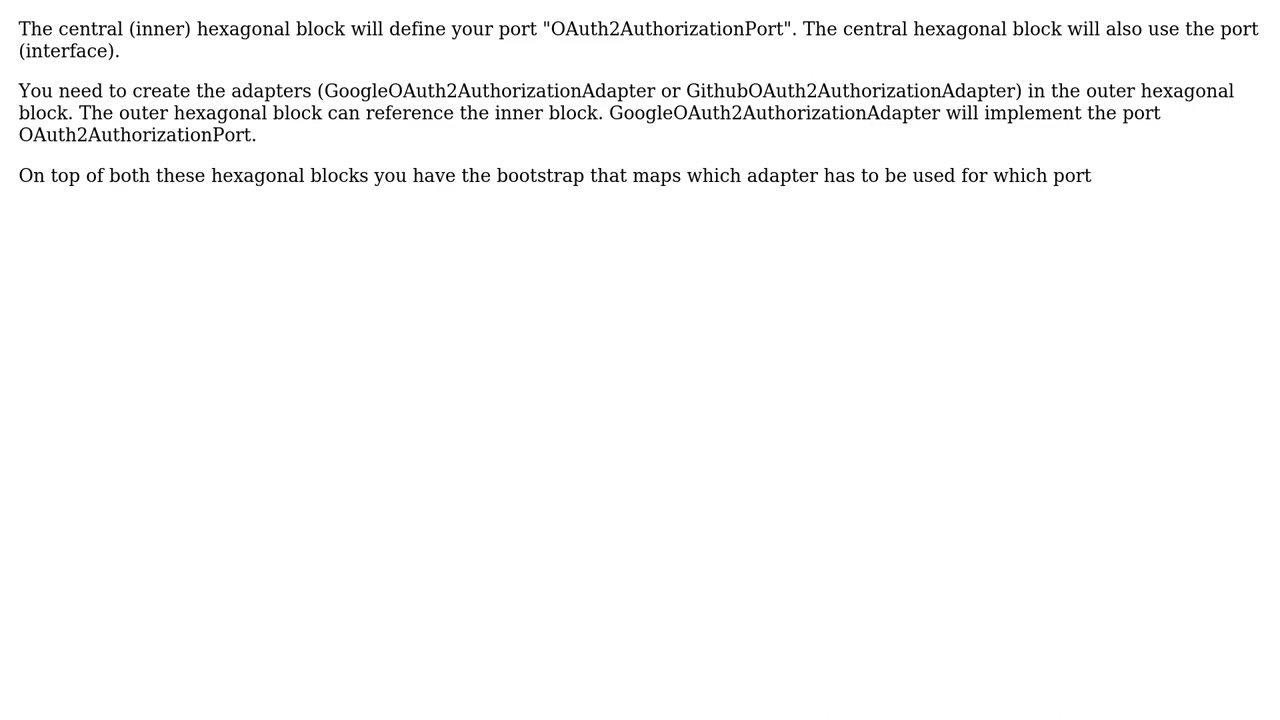 The central (inner) hexagonal block will define your port "OAuth2AuthorizationPort". The central hexagonal block will also use the port
(interface).
You need to create the adapters (GoogleOAuth2AuthorizationAdapter or GithubOAuth2AuthorizationAdapter) in the outer hexagonal
block. The outer hexagonal block can reference the inner block. GoogleOAuth2AuthorizationAdapter will implement the port
OAuth2AuthorizationPort.
On top of both these hexagonal blocks you have the bootstrap that maps which adapter has to be used for which port